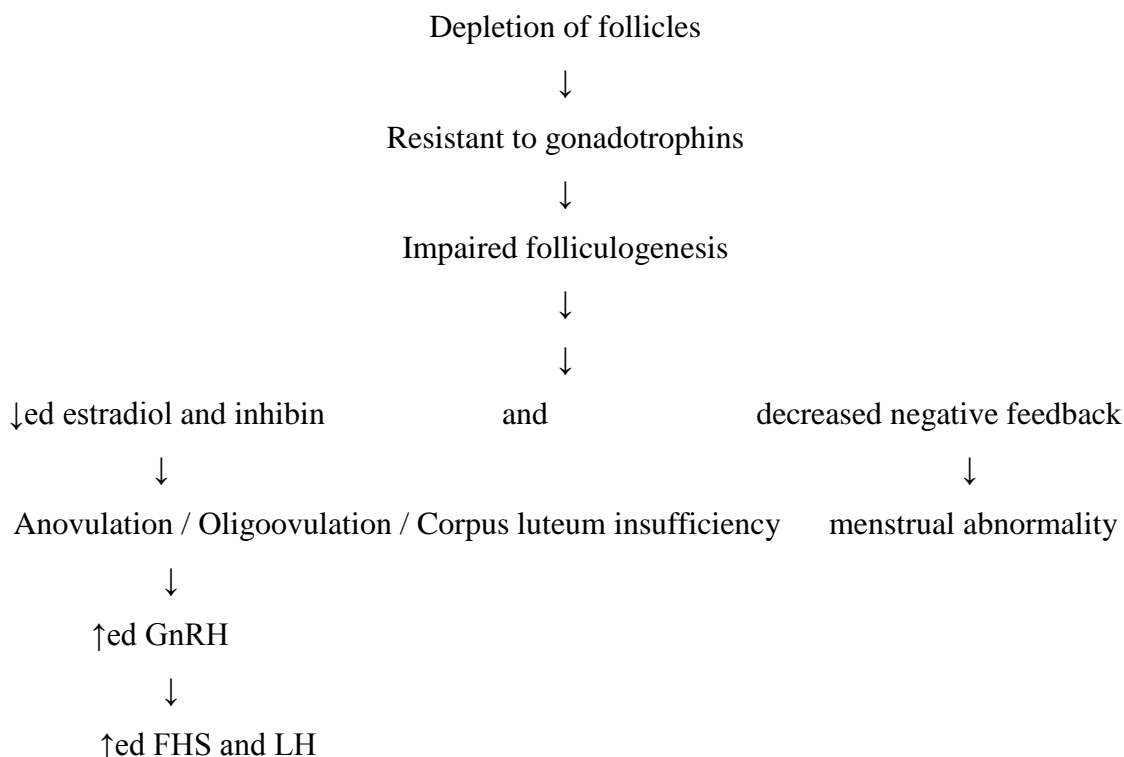 Depletion of follicles
↓
Resistant to gonadotrophins
↓
Impaired folliculogenesis
↓
↓
↓ed estradiol and inhibin and decreased negative feedback
↓ ↓
Anovulation / Oligoovulation / Corpus luteum insufficiency menstrual abnormality
↓
↑ed GnRH
↓
↑ed FHS and LH